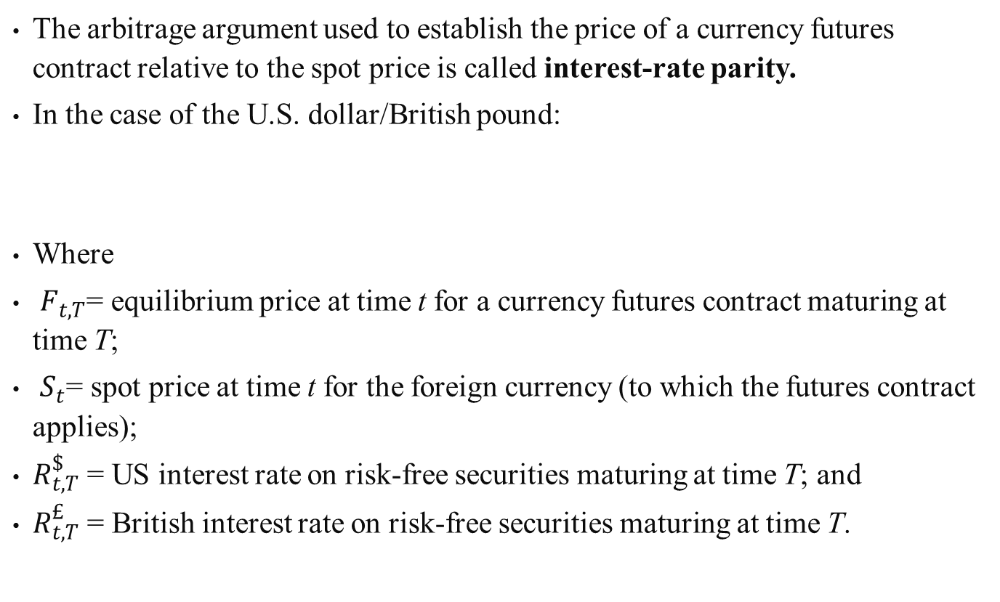 • The arbitrage argument used to establish the price of a currency futures
contract relative to the spot price is called interest-rate parity.
• In the case of the U.S. dollar/British pound:
• Where
• F_{t,T}= equilibrium price at time t for a currency futures contract maturing at
time T;
• S_t= spot price at time t for the foreign currency (to which the futures contract
applies);
• R^$_{t,T} = US interest rate on risk-free securities maturing at time T; and
• R^£_{t,T} = British interest rate on risk-free securities maturing at time T.